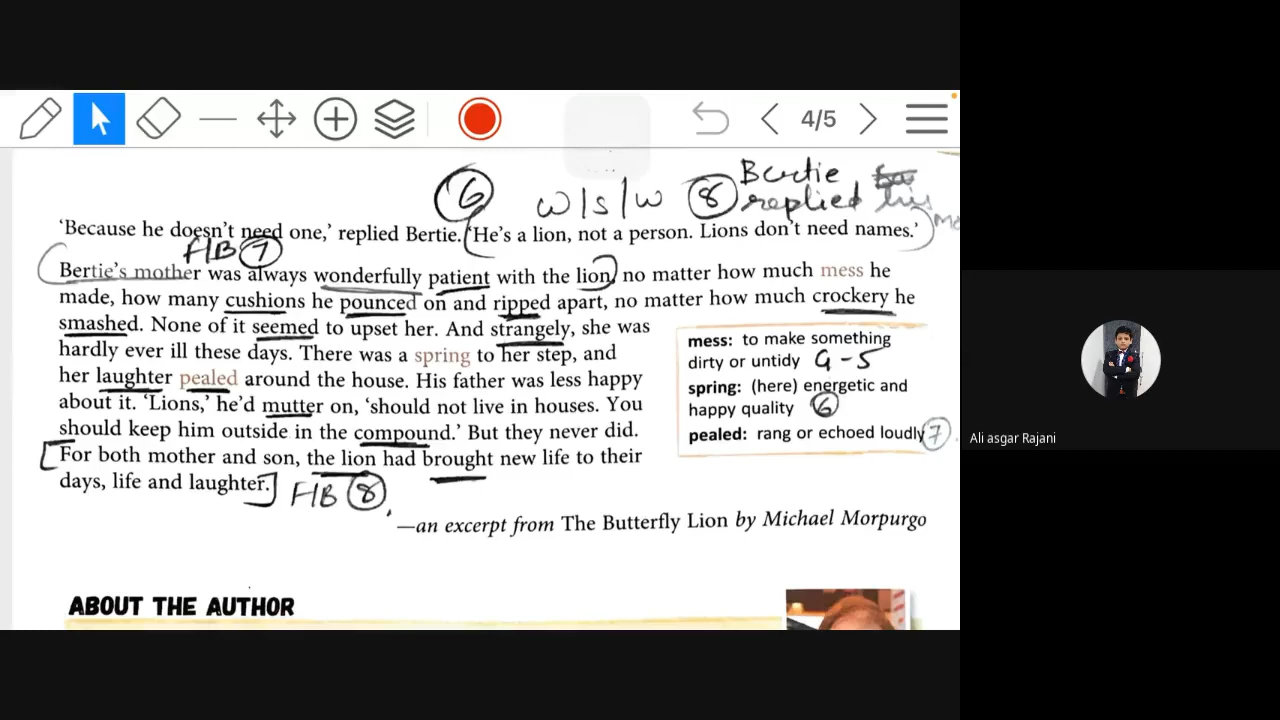 4/5
6 w/s/w 8 Bertie
replied his
'Because he doesn't need one,' replied Bertie. 'He's a lion, not a person. Lions don't need names.'
F/B 7
Bertie's mother was always wonderfully patient with the lion no matter how much mess he
made, how many cushions he pounced on and ripped apart, no matter how much crockery he
smashed. None of it seemed to upset her. And strangely, she was
hardly ever ill these days. There was a spring to her step, and
her laughter pealed around the house. His father was less happy
about it. 'Lions,' he'd mutter on, 'should not live in houses. You
should keep him outside in the compound.' But they never did.
For both mother and son, the lion had brought new life to their
days, life and laughter. F/B 8
mess: to make something
dirty or untidy G-5
spring: (here) energetic and
happy quality 6
pealed: rang or echoed loudly 7
—an excerpt from The Butterfly Lion by Michael Morpurgo
ABOUT THE AUTHOR
Ali asgar Rajani